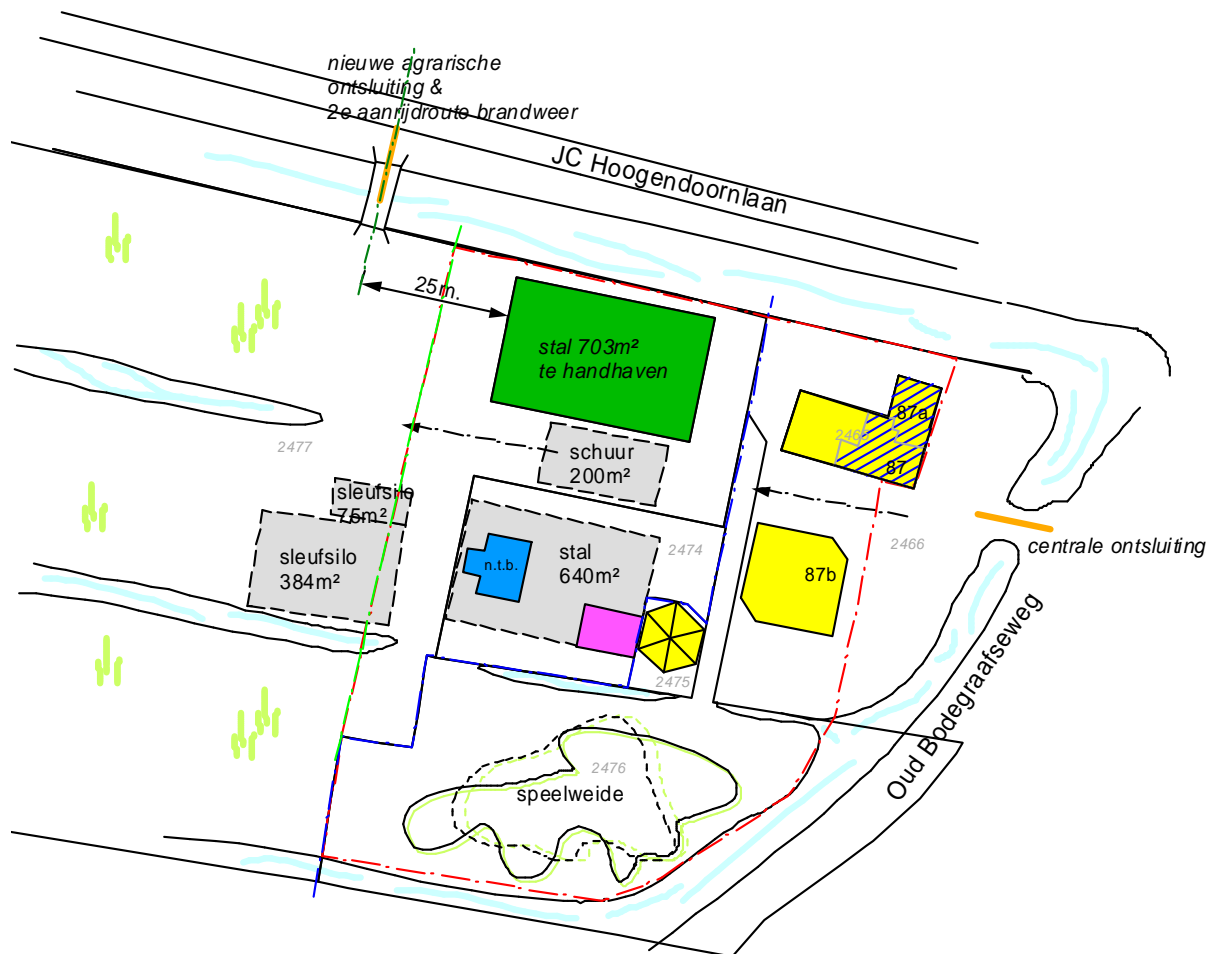 nieuwe agrarische
ontsluiting &
2e aanrijdroute brandweer
JC Hoogendoornlaan
25m.
stal 703m²
te handhaven
87a
87
2477
schuur
200m²
sleufsilo
75m²
sleufsilo
384m²
n.t.b.
stal
640m²
2474
2466
87b
centrale ontsluiting
2475
Oud Bodegraafseweg
2476
speelweide